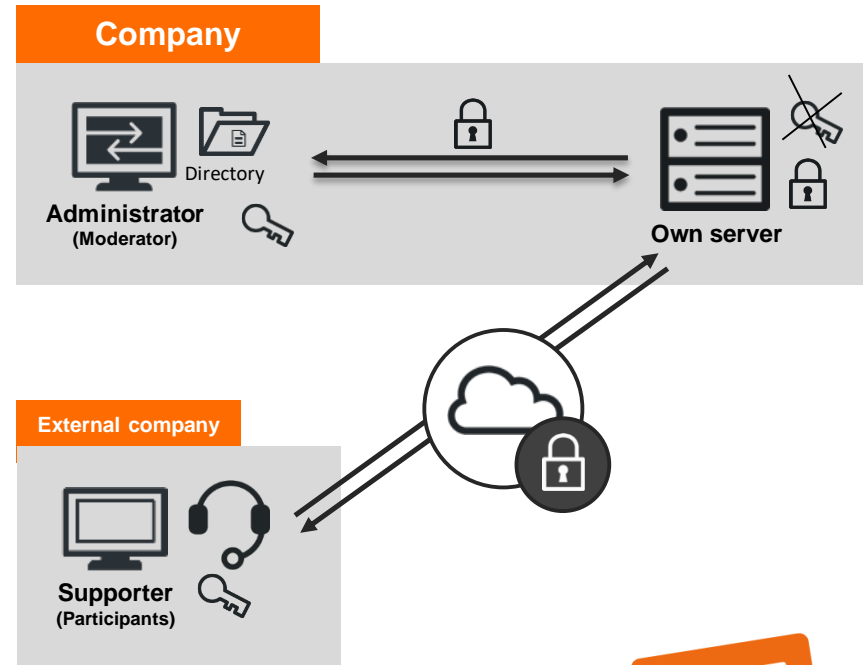 Company
Directory
Administrator
(Moderator)
Own server
External company
Supporter
(Participants)